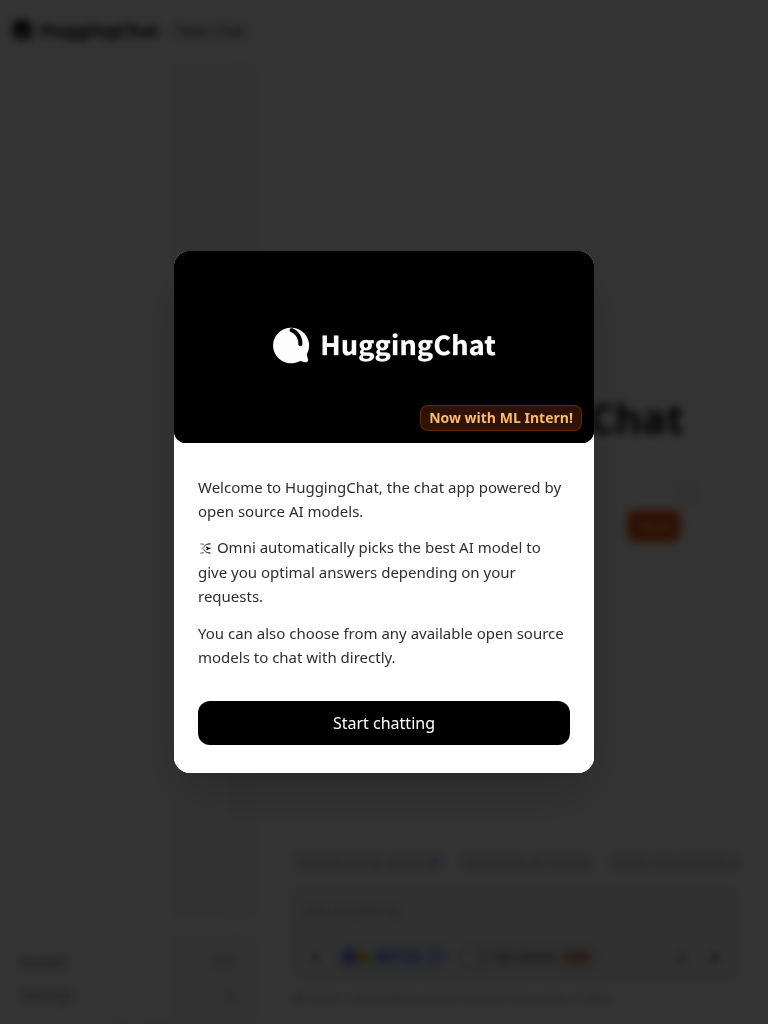 HuggingChat
HuggingChat
Now with ML Intern!
Chat
Welcome to HuggingChat, the chat app powered by
open source AI models.
Omni automatically picks the best AI model to
give you optimal answers depending on your
requests.
You can also choose from any available open source
models to chat with directly.
Start chatting